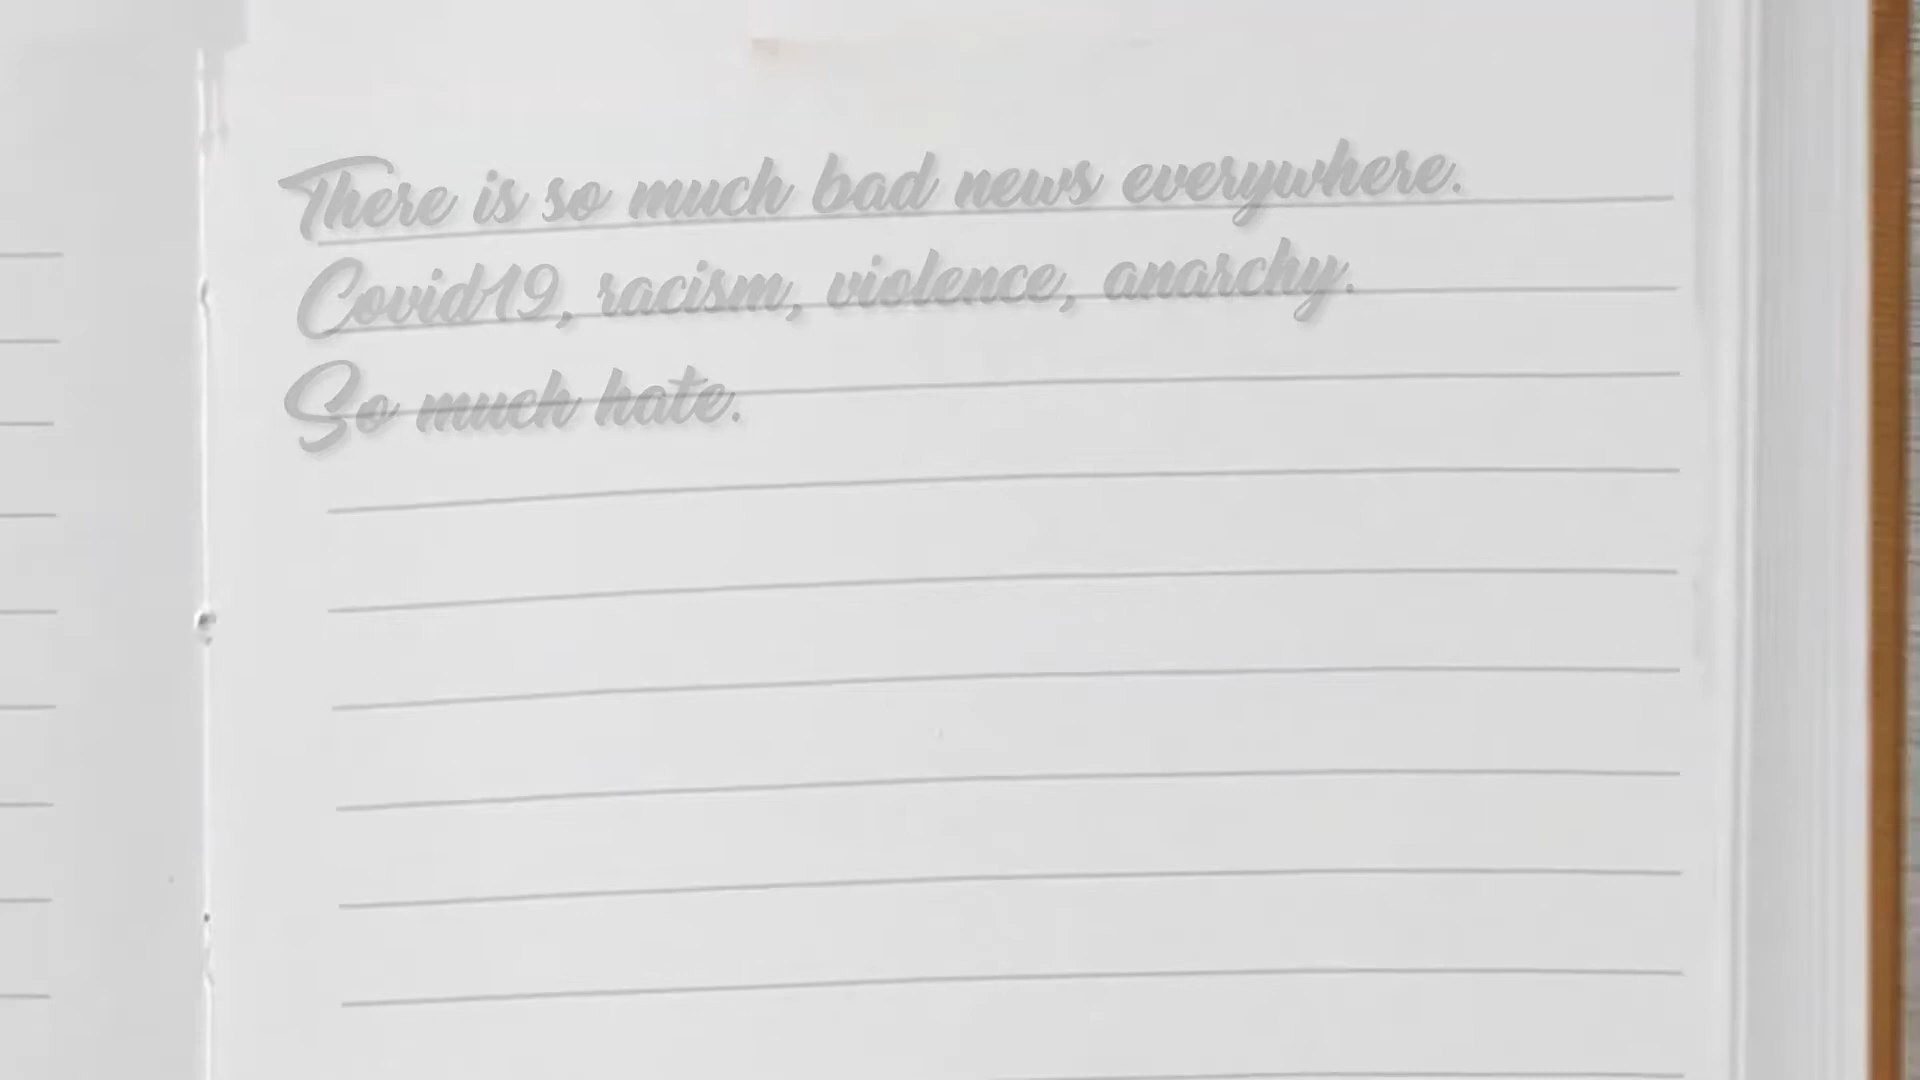 There is so much bad news everywhere.
Covid19, racism, violence, anarchy.
So much hate.